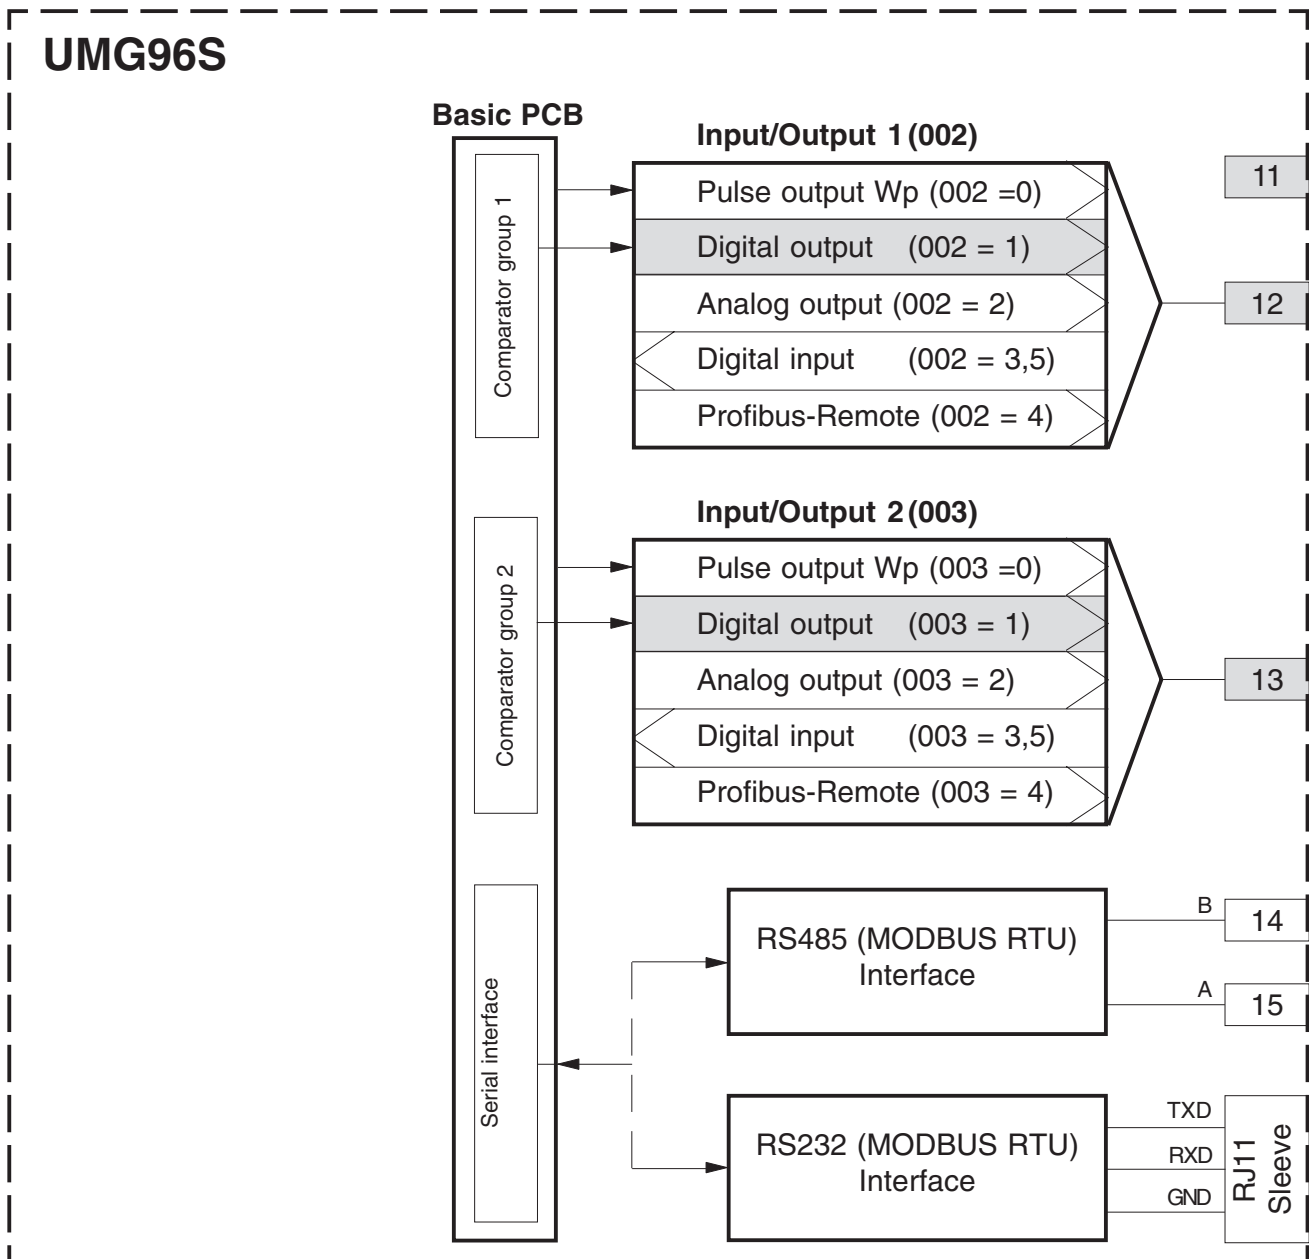 UMG96S
Basic PCB
Comparator group 1
Comparator group 2
Serial interface
Input/Output 1 (002)
Pulse output Wp (002 =0)
Digital output (002 = 1)
Analog output (002 = 2)
Digital input (002 = 3,5)
Profibus-Remote (002 = 4)
11
12
Input/Output 2 (003)
Pulse output Wp (003 =0)
Digital output (003 = 1)
Analog output (003 = 2)
Digital input (003 = 3,5)
Profibus-Remote (003 = 4)
13
RS485 (MODBUS RTU)
Interface
B
14
A
15
RS232 (MODBUS RTU)
Interface
TXD
RXD
GND
RJ11
Sleeve